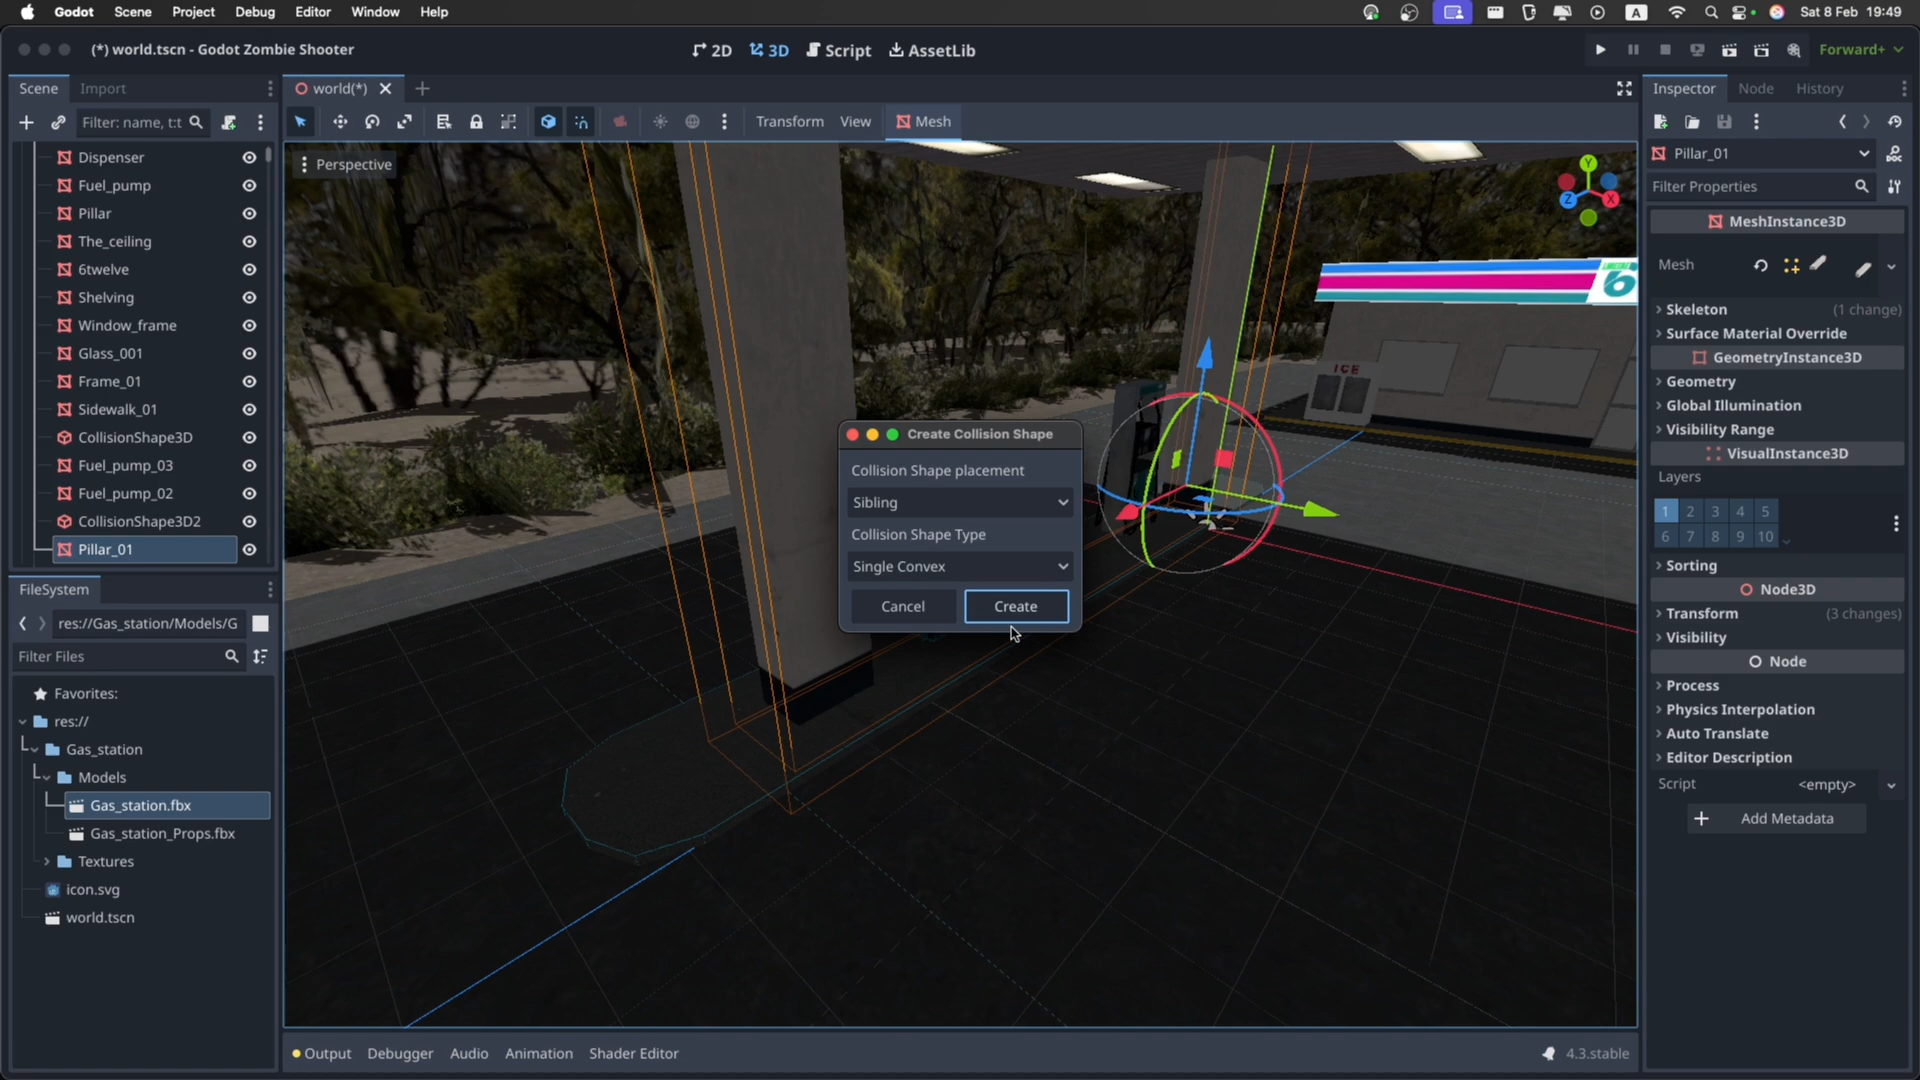 Godot Scene Project Debug Editor Window Help
A Sat 8 Feb 19:49
(*) world.tscn - Godot Zombie Shooter
2D 3D Script AssetLib
Forward+
Scene Import
world(*)
Inspector Node History
Filter: name, t:t
Transform View Mesh
Perspective
Dispenser
Fuel_pump
Pillar
The_ceiling
6twelve
Shelving
Window_frame
Glass_001
Frame_01
Sidewalk_01
CollisionShape3D
Fuel_pump_03
Fuel_pump_02
CollisionShape3D2
Pillar_01
FileSystem
res://Gas_station/Models/G
Filter Files
Favorites:
res://
Gas_station
Models
Gas_station.fbx
Gas_station_Props.fbx
Textures
icon.svg
world.tscn
Y
Z
X
6
ICE
Create Collision Shape
Collision Shape placement
Sibling
Collision Shape Type
Single Convex
Cancel Create
Output Debugger Audio Animation Shader Editor
4.3.stable
Pillar_01
Filter Properties
MeshInstance3D
Mesh
Skeleton (1 change)
Surface Material Override
GeometryInstance3D
Geometry
Global Illumination
Visibility Range
VisualInstance3D
Layers
1 2 3 4 5
6 7 8 9 10
Sorting
Node3D
Transform (3 changes)
Visibility
Node
Process
Physics Interpolation
Auto Translate
Editor Description
Script <empty>
Add Metadata